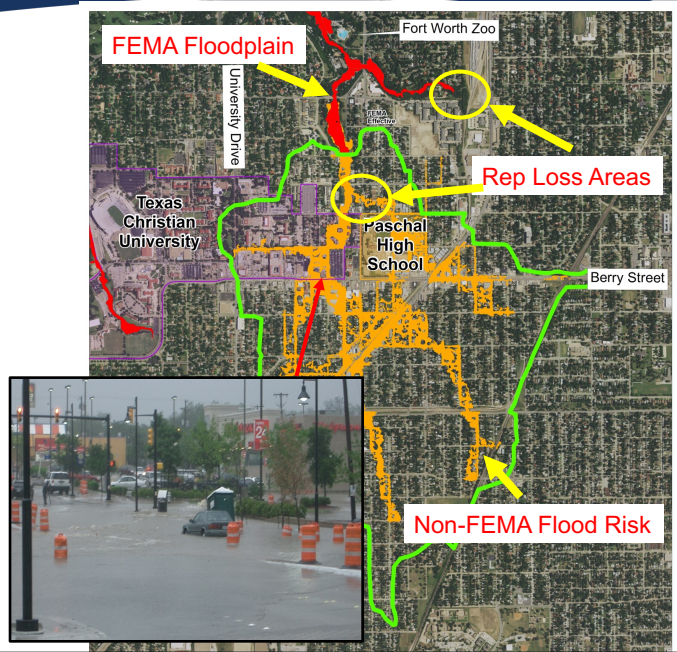 Fort Worth Zoo
FEMA Floodplain
University Drive
FEMA
Effective
Rep Loss Areas
Texas
Christian
University
Paschal
High
School
Berry Street
Non-FEMA Flood Risk